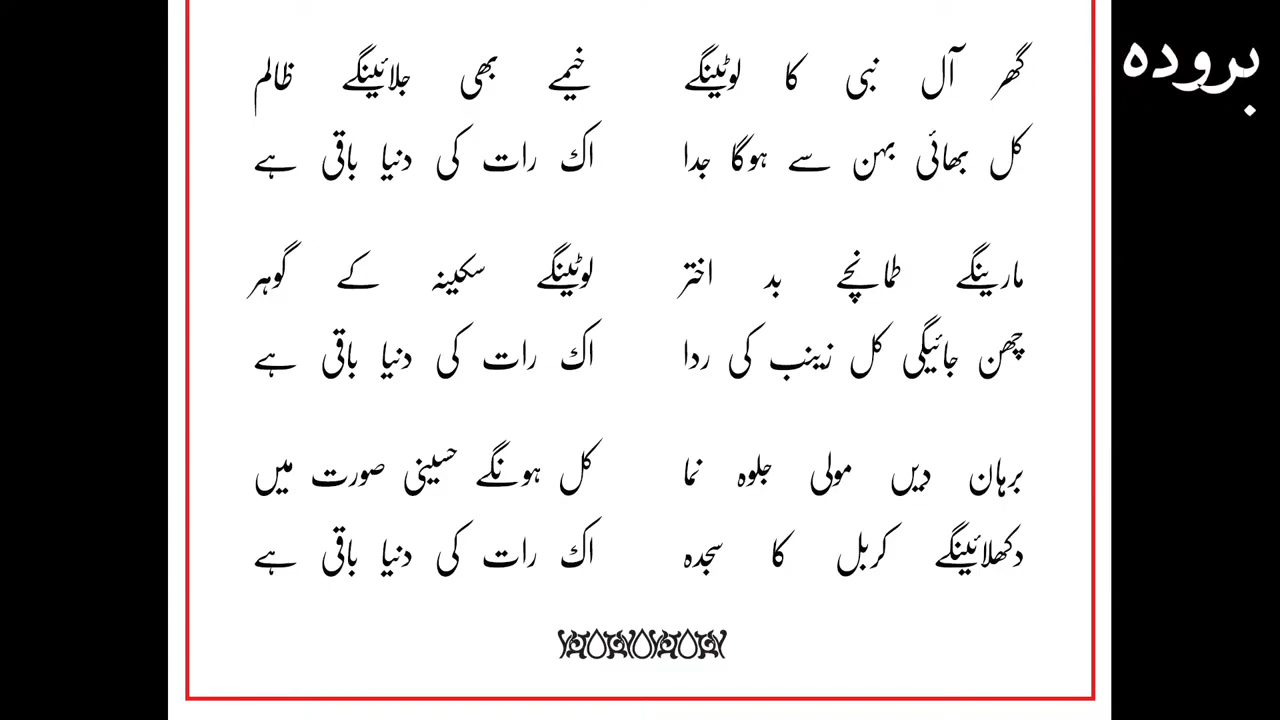 بروده
گھر آل نبی کا لوٹینگے خیمے بھی جلائینگے ظالم
کل بھائی بہن سے ہوگا جدا اک رات کی دنیا باقی ہے
مارینگے طمانچے بد اختر لوٹینگے سکینہ کے گوہر
چھن جائیگی کل زینب کی ردا اک رات کی دنیا باقی ہے
برہان دیں مولی جلوہ نما کل ہونگے حسینی صورت میں
دکھلائینگے کربل کا سجدہ اک رات کی دنیا باقی ہے